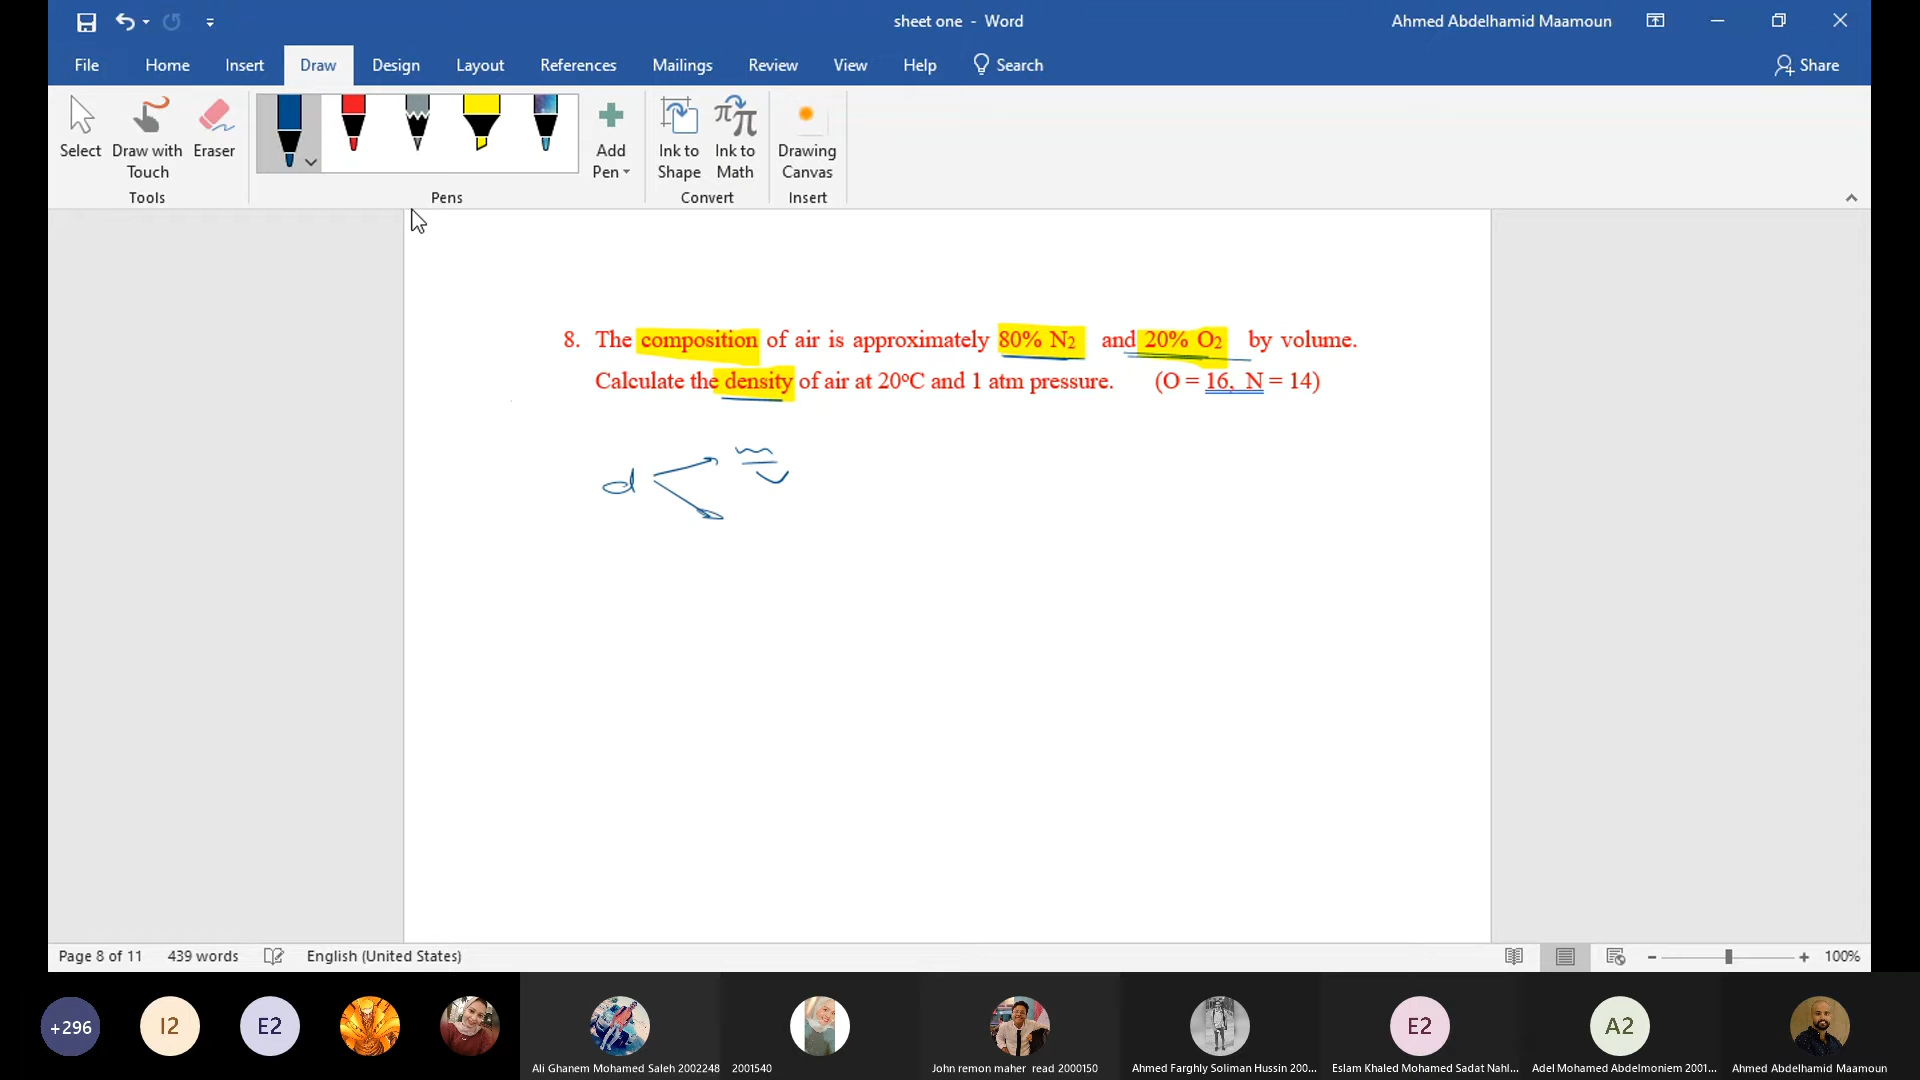 sheet one - Word
Ahmed Abdelhamid Maamoun
File Home Insert Draw Design Layout References Mailings Review View Help Search Share
Select Draw with Touch Eraser Add Pen Ink to Shape Ink to Math Drawing Canvas
Tools Pens Convert Insert
8. The composition of air is approximately 80% N2 and 20% O2 by volume.
Calculate the density of air at 20oC and 1 atm pressure. (O = 16, N = 14)
m
d
v
Page 8 of 11 439 words English (United States) 100%
+296 I2 E2 E2 A2
Ali Ghanem Mohamed Saleh 2002248 2001540 John remon maher read 2000150 Ahmed Farghly Soliman Hussin 200... Eslam Khaled Mohamed Sadat Nahl... Adel Mohamed Abdelmoniem 2001... Ahmed Abdelhamid Maamoun